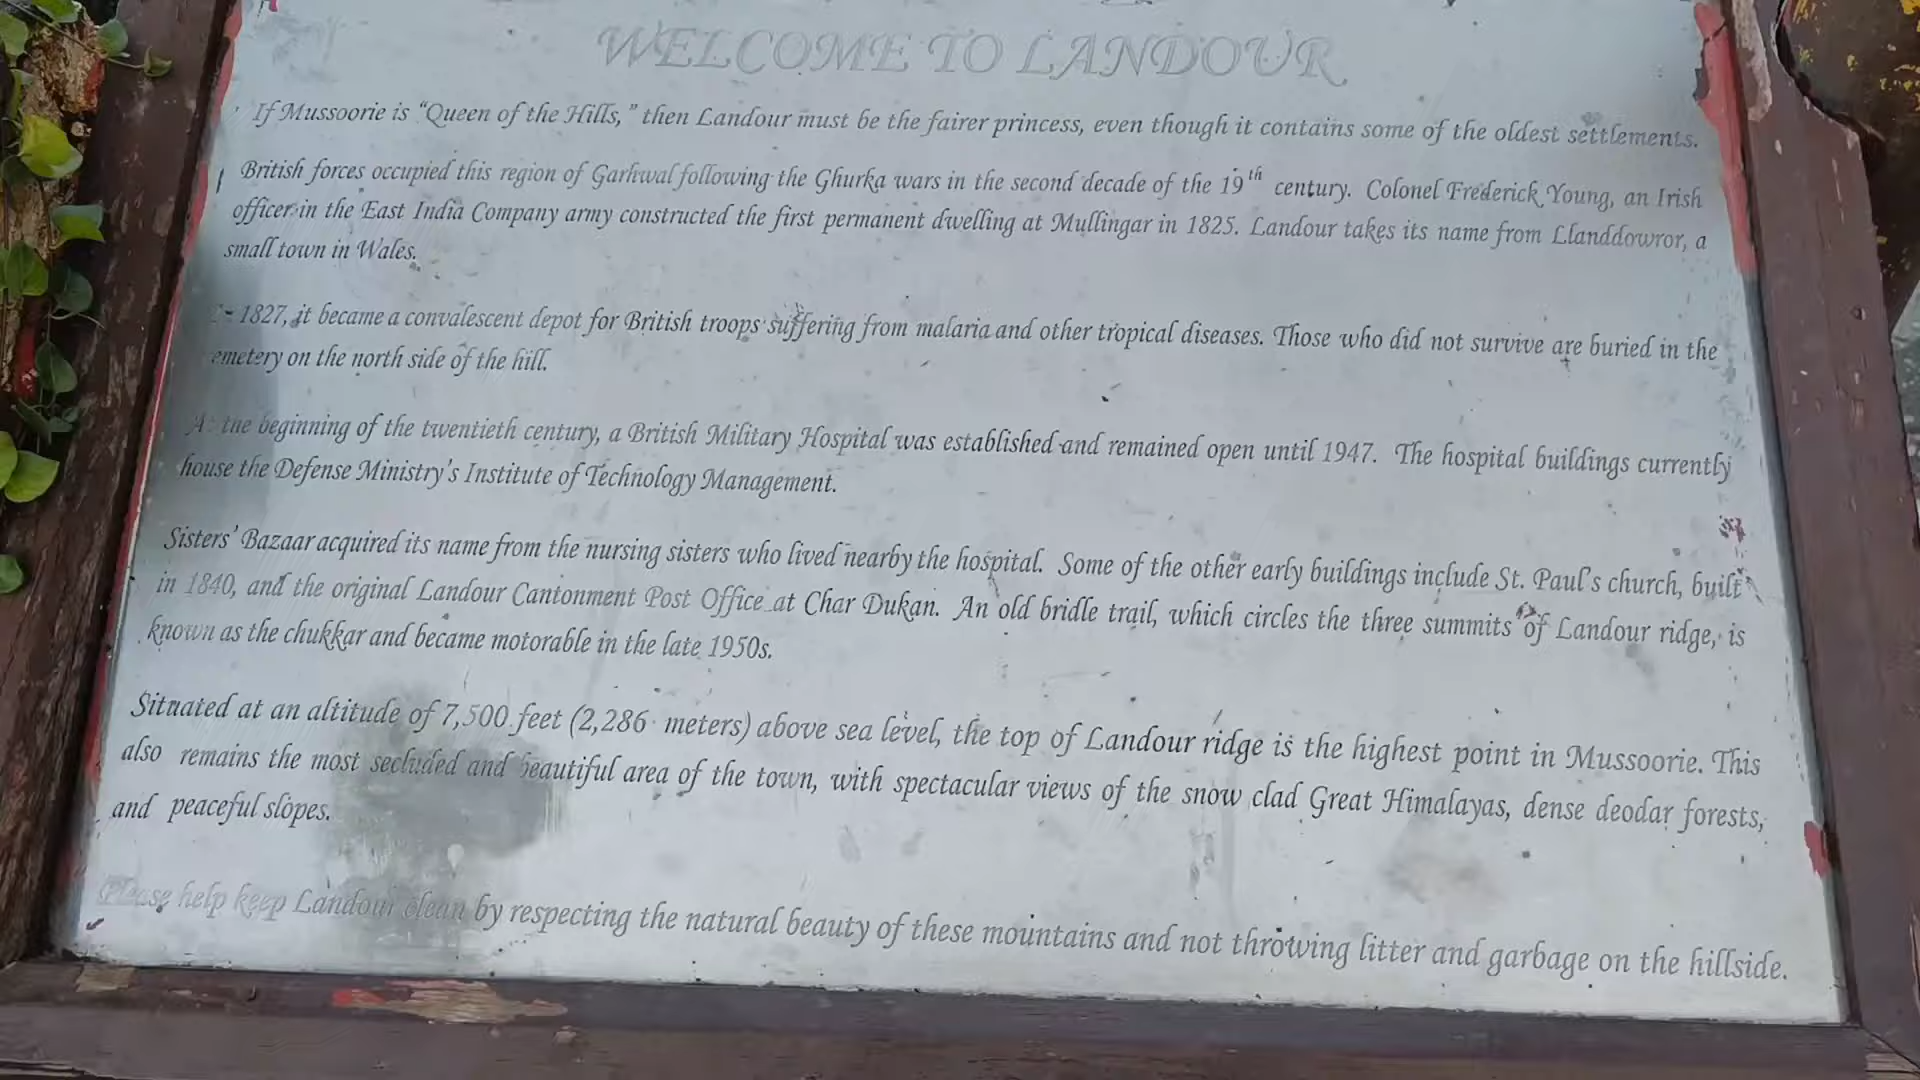 WELCOME TO LANDOUR
If Mussoorie is “Queen of the Hills,” then Landour must be the fairer princess, even though it contains some of the oldest settlements.
British forces occupied this region of Garhwal following the Ghurka wars in the second decade of the 19th century. Colonel Frederick Young, an Irish
officer in the East India Company army constructed the first permanent dwelling at Mullingar in 1825. Landour takes its name from Llanddowror, a
small town in Wales.
1827, it became a convalescent depot for British troops suffering from malaria and other tropical diseases. Those who did not survive are buried in the
emetery on the north side of the hill.
At the beginning of the twentieth century, a British Military Hospital was established and remained open until 1947. The hospital buildings currently
house the Defense Ministry's Institute of Technology Management.
Sisters' Bazaar acquired its name from the nursing sisters who lived nearby the hospital. Some of the other early buildings include St. Paul's church, built
in 1840, and the original Landour Cantonment Post Office at Char Dukan. An old bridle trail, which circles the three summits of Landour ridge, is
known as the chukkar and became motorable in the late 1950s.
Situated at an altitude of 7,500 feet (2,286 meters) above sea level, the top of Landour ridge is the highest point in Mussoorie. This
also remains the most secluded and beautiful area of the town, with spectacular views of the snow clad Great Himalayas, dense deodar forests,
and peaceful slopes.
Please help keep Landour clean by respecting the natural beauty of these mountains and not throwing litter and garbage on the hillside.